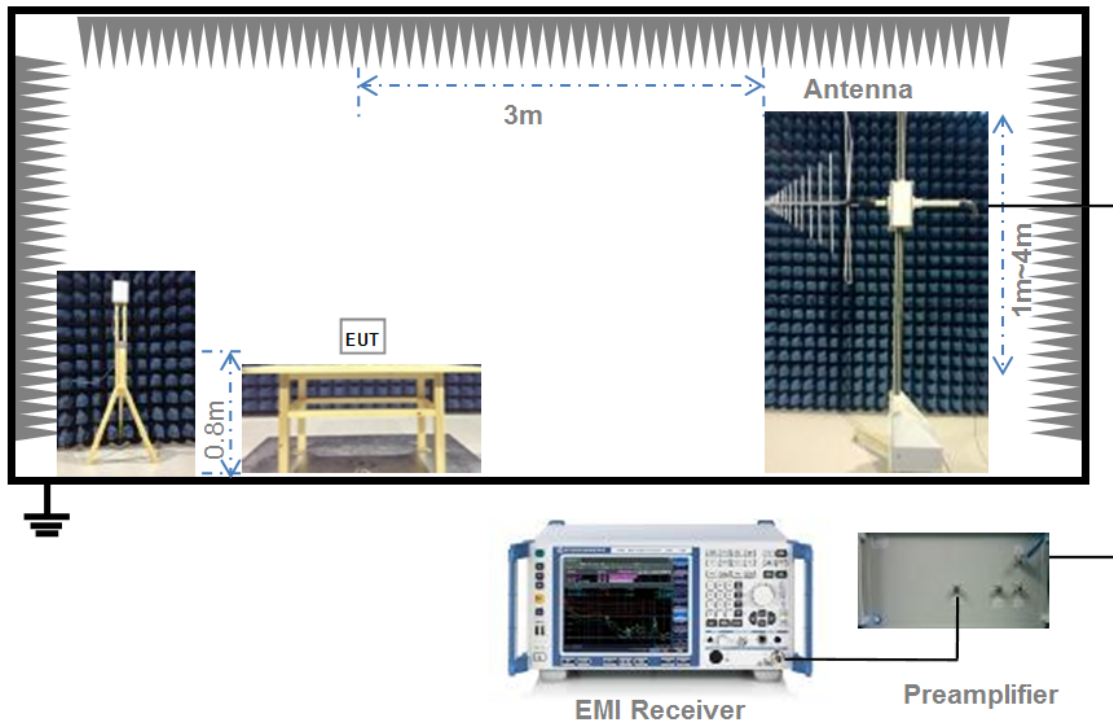 3m
Antenna
1m~4m
EUT
0.8m
EMI Receiver
Preamplifier